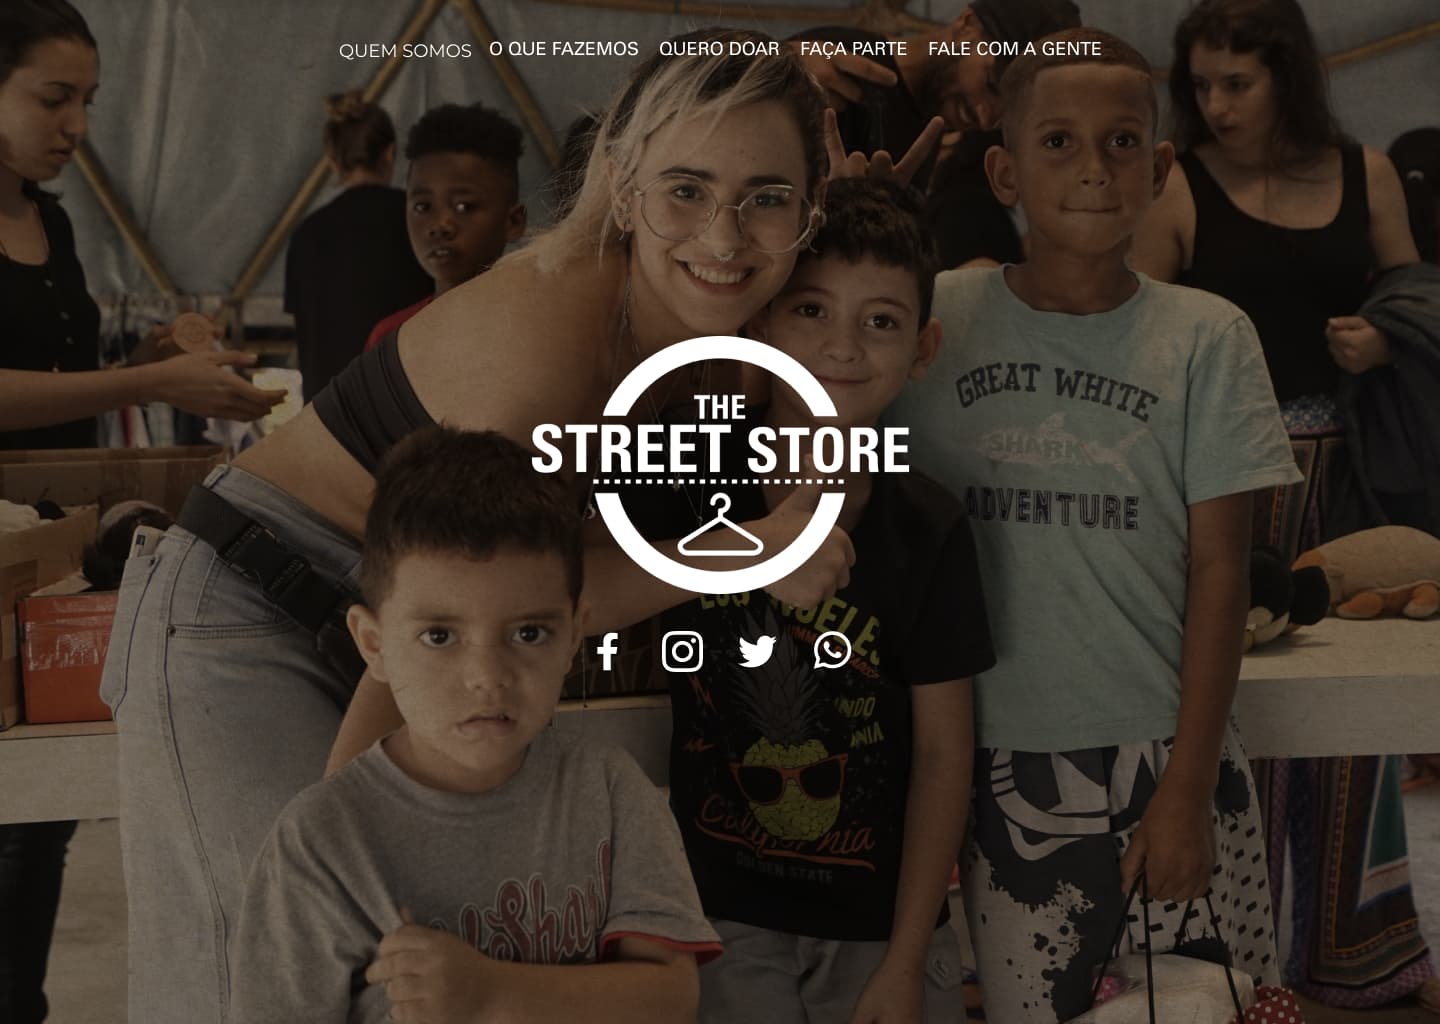 QUEM SOMOS O QUE FAZEMOS QUERO DOAR FAÇA PARTE FALE COM A GENTE
THE
STREET STORE
GREAT WHITE
SHARK
ADVENTURE
LOS ANGELES
California
GOLDEN STATE